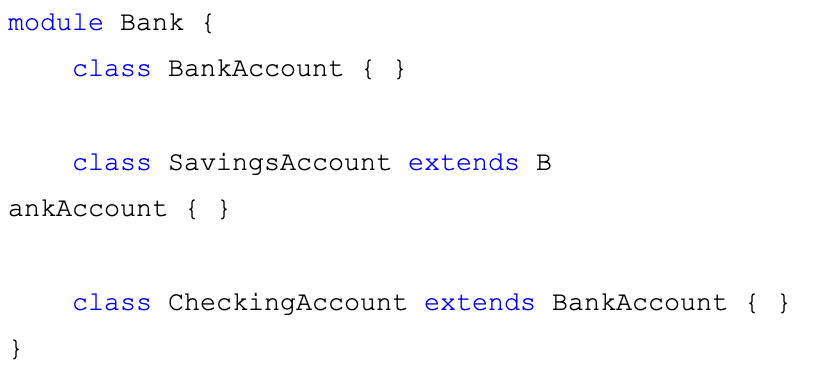 module Bank {
    class BankAccount { }
    class SavingsAccount extends B
ankAccount { }
    class CheckingAccount extends BankAccount { }
}